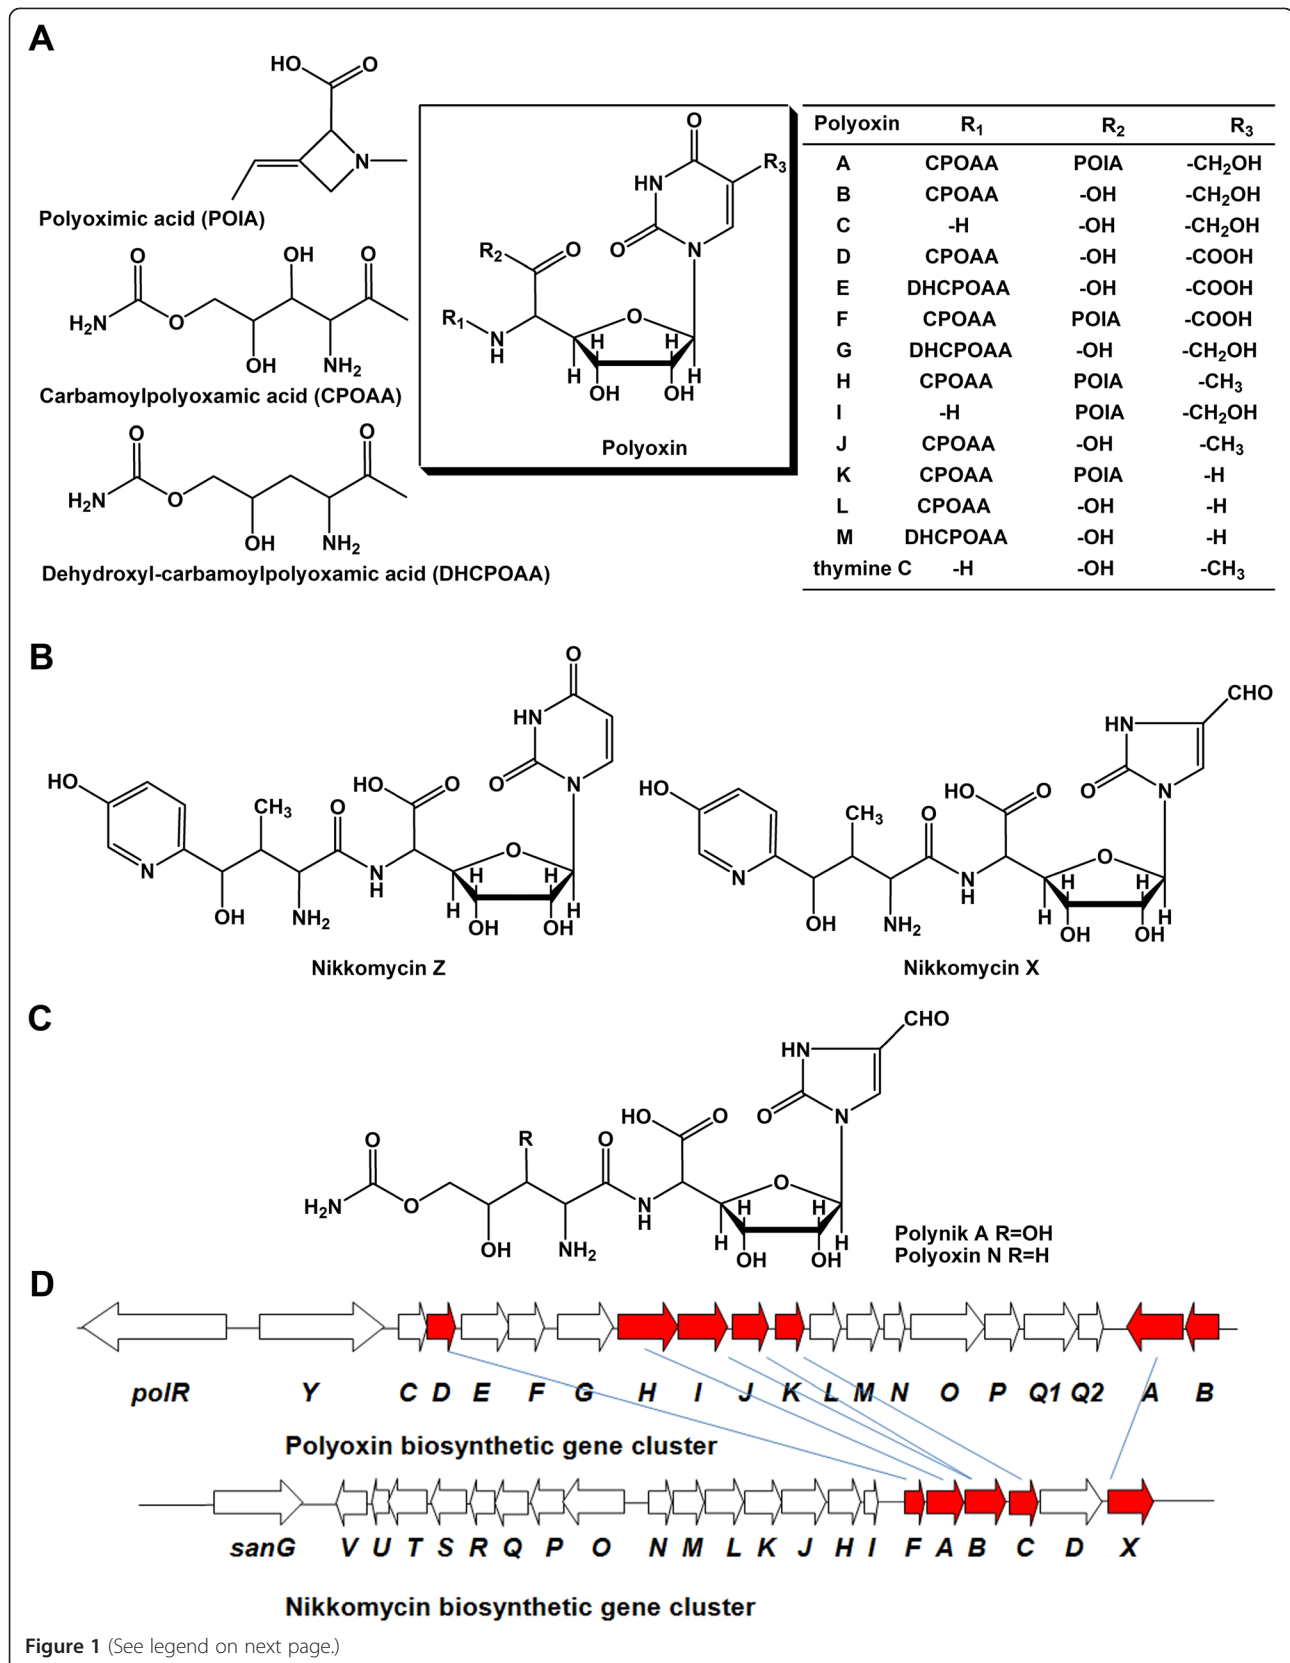 A
HO
O
N
Polyoximic acid (POIA)
O
OH
O
H2N
O
OH
NH2
Carbamoylpolyoxamic acid (CPOAA)
O
O
H2N
O
OH
NH2
Dehydroxyl-carbamoylpolyoxamic acid (DHCPOAA)
O
R3
HN
O
N
R2
O
R1
N
H
O
H
H
H
H
OH
OH
Polyoxin
Polyoxin R1 R2 R3
A CPOAA POIA -CH2OH
B CPOAA -OH -CH2OH
C -H -OH -CH2OH
D CPOAA -OH -COOH
E DHCPOAA -OH -COOH
F CPOAA POIA -COOH
G DHCPOAA -OH -CH2OH
H CPOAA POIA -CH3
I -H POIA -CH2OH
J CPOAA -OH -CH3
K CPOAA POIA -H
L CPOAA -OH -H
M DHCPOAA -OH -H
thymine C -H -OH -CH3
B
O
HN
O
N
HO
N
CH3
OH
NH2
O
N
H
HO
O
O
H
H
H
H
OH
OH
Nikkomycin Z
CHO
HN
O
N
HO
N
CH3
OH
NH2
O
N
H
HO
O
O
H
H
H
H
OH
OH
Nikkomycin X
C
CHO
HN
O
N
HO
O
O
R
O
H2N
O
OH
NH2
N
H
O
H
H
H
H
OH
OH
Polynik A R=OH
Polyoxin N R=H
D
polR Y C D E F G H I J K L M N O P Q1 Q2 A B
Polyoxin biosynthetic gene cluster
sanG V U T S R Q P O N M L K J H I F A B C D X
Nikkomycin biosynthetic gene cluster
Figure 1 (See legend on next page.)